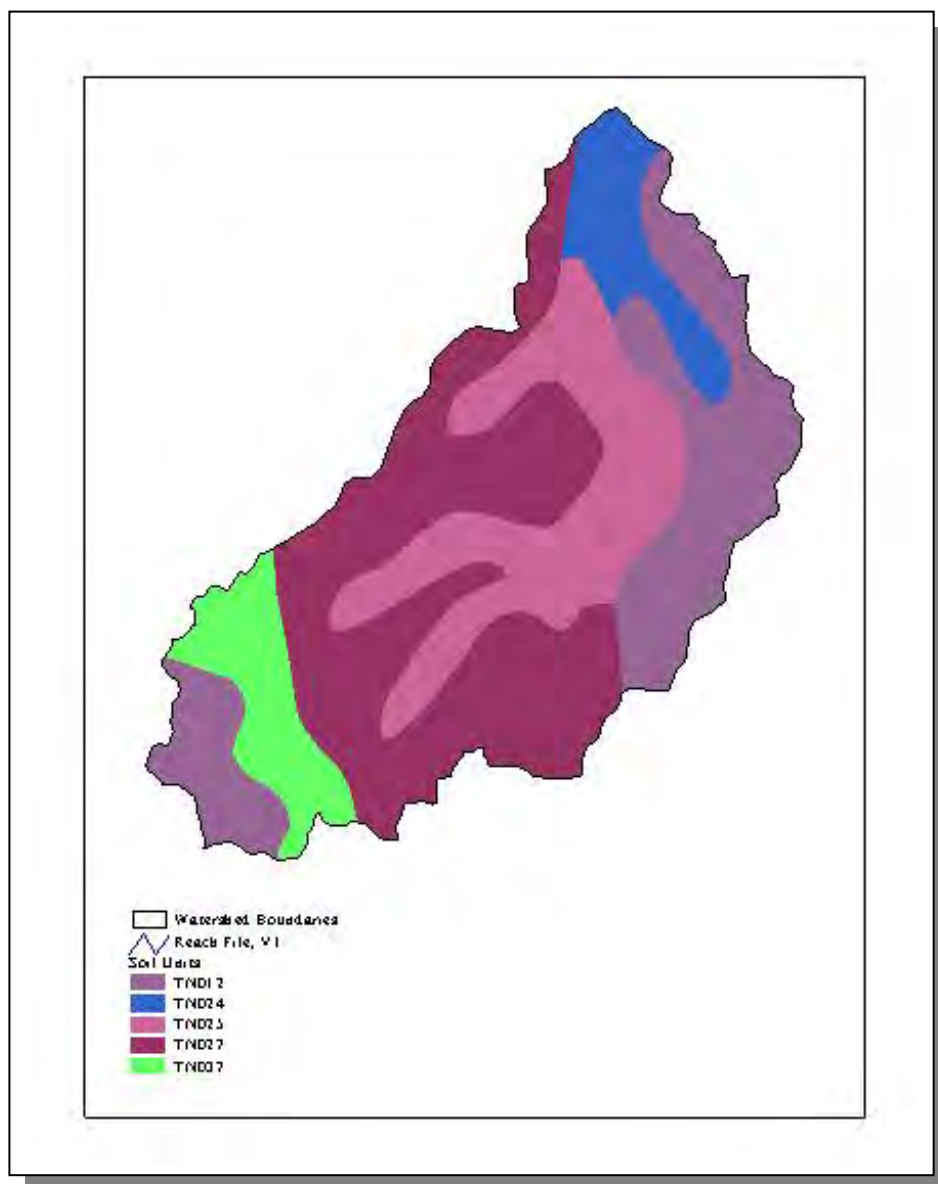 Watershed Boundaries
Reach File, V1
Soil Units
TN012
TN024
TN025
TN027
TN037